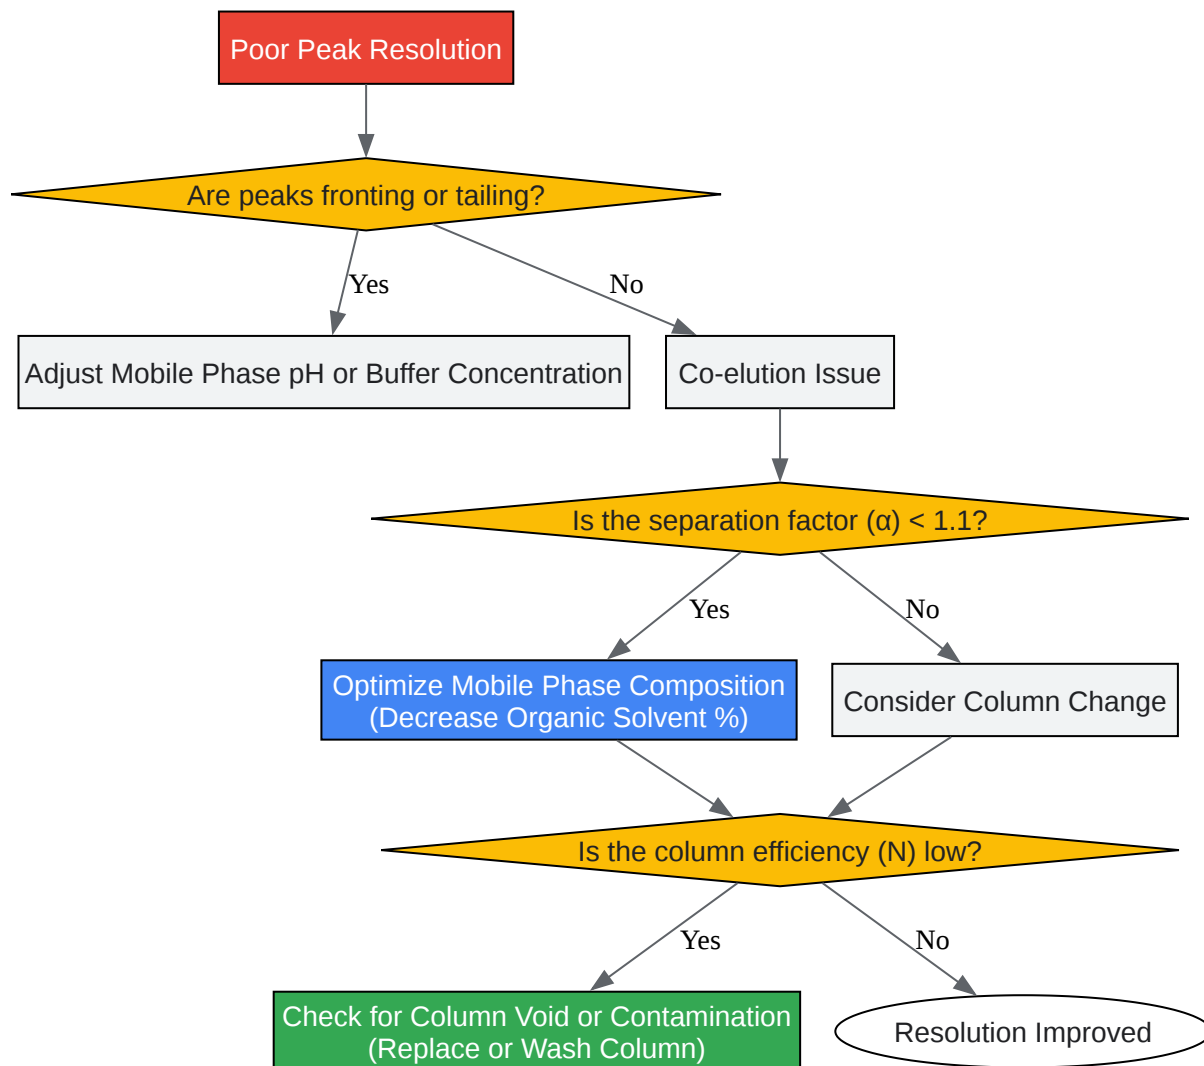 Poor Peak Resolution
Are peaks fronting or tailing?
Yes
No
Adjust Mobile Phase pH or Buffer Concentration
Co-elution Issue
Is the separation factor (α) < 1.1?
Yes
No
Optimize Mobile Phase Composition
(Decrease Organic Solvent %)
Consider Column Change
Is the column efficiency (N) low?
Yes
No
Check for Column Void or Contamination
(Replace or Wash Column)
Resolution Improved